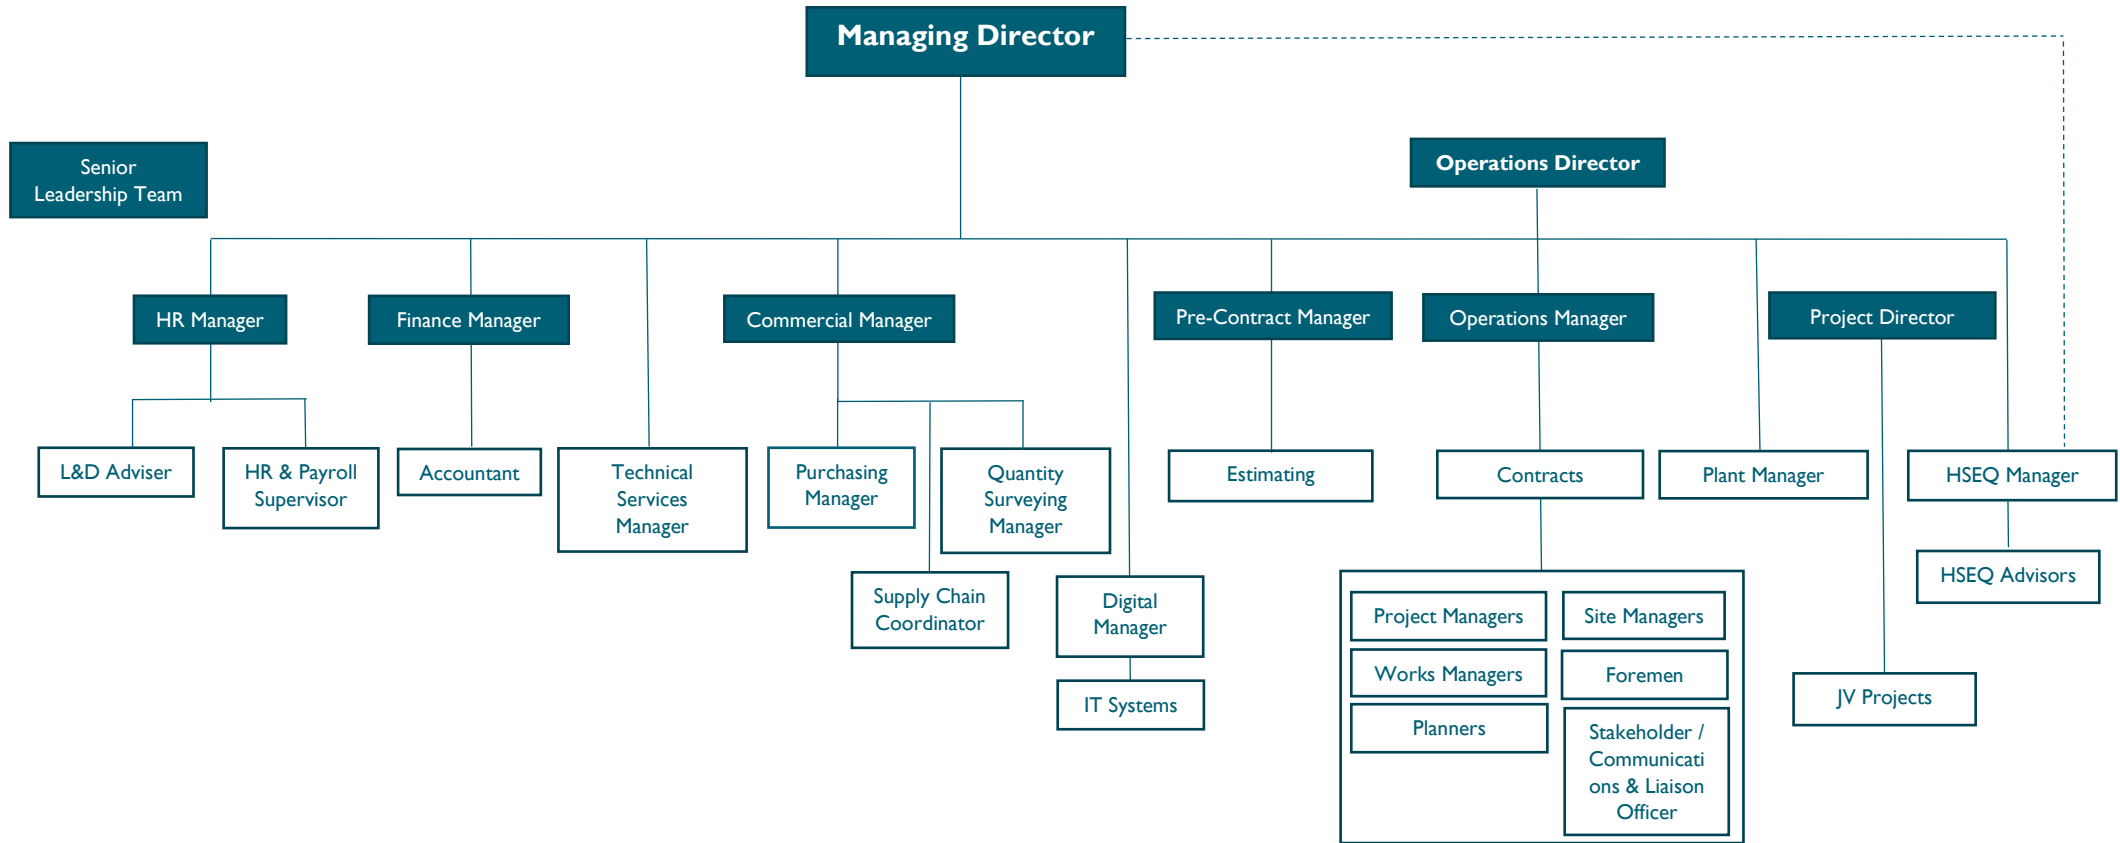 Managing Director
Senior
Leadership Team
Operations Director
HR Manager
Finance Manager
Commercial Manager
Pre-Contract Manager
Operations Manager
Project Director
L&D Adviser
HR & Payroll
Supervisor
Accountant
Technical
Services
Manager
Purchasing
Manager
Quantity
Surveying
Manager
Estimating
Contracts
Plant Manager
HSEQ Manager
Supply Chain
Coordinator
Digital
Manager
IT Systems
Project Managers
Site Managers
Works Managers
Foremen
Planners
Stakeholder /
Communicati
ons & Liaison
Officer
HSEQ Advisors
JV Projects